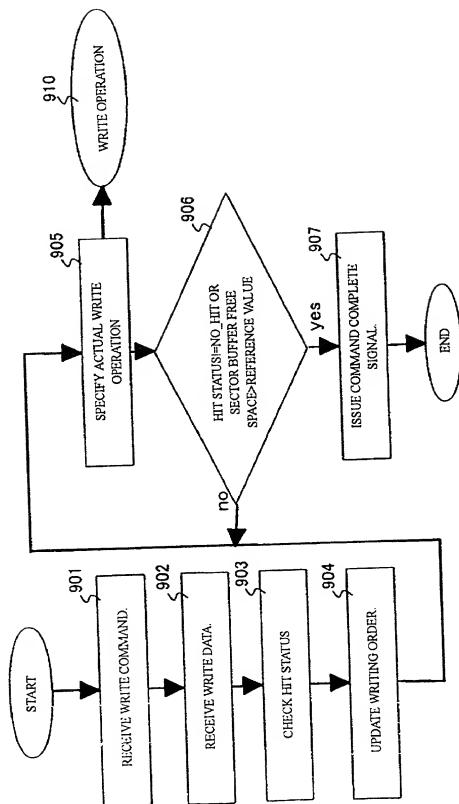 START
901
RECEIVE WRITE COMMAND.
902
RECEIVE WRITE DATA.
903
CHECK HIT STATUS
904
UPDATE WRITING ORDER.
905
SPECIFY ACTUAL WRITE
OPERATION
910
WRITE OPERATION
906
HIT STATUS!=NO_HIT OR
SECTOR BUFFER FREE
SPACE>REFERENCE VALUE
no
yes
907
ISSUE COMMAND COMPLETE
SIGNAL.
END